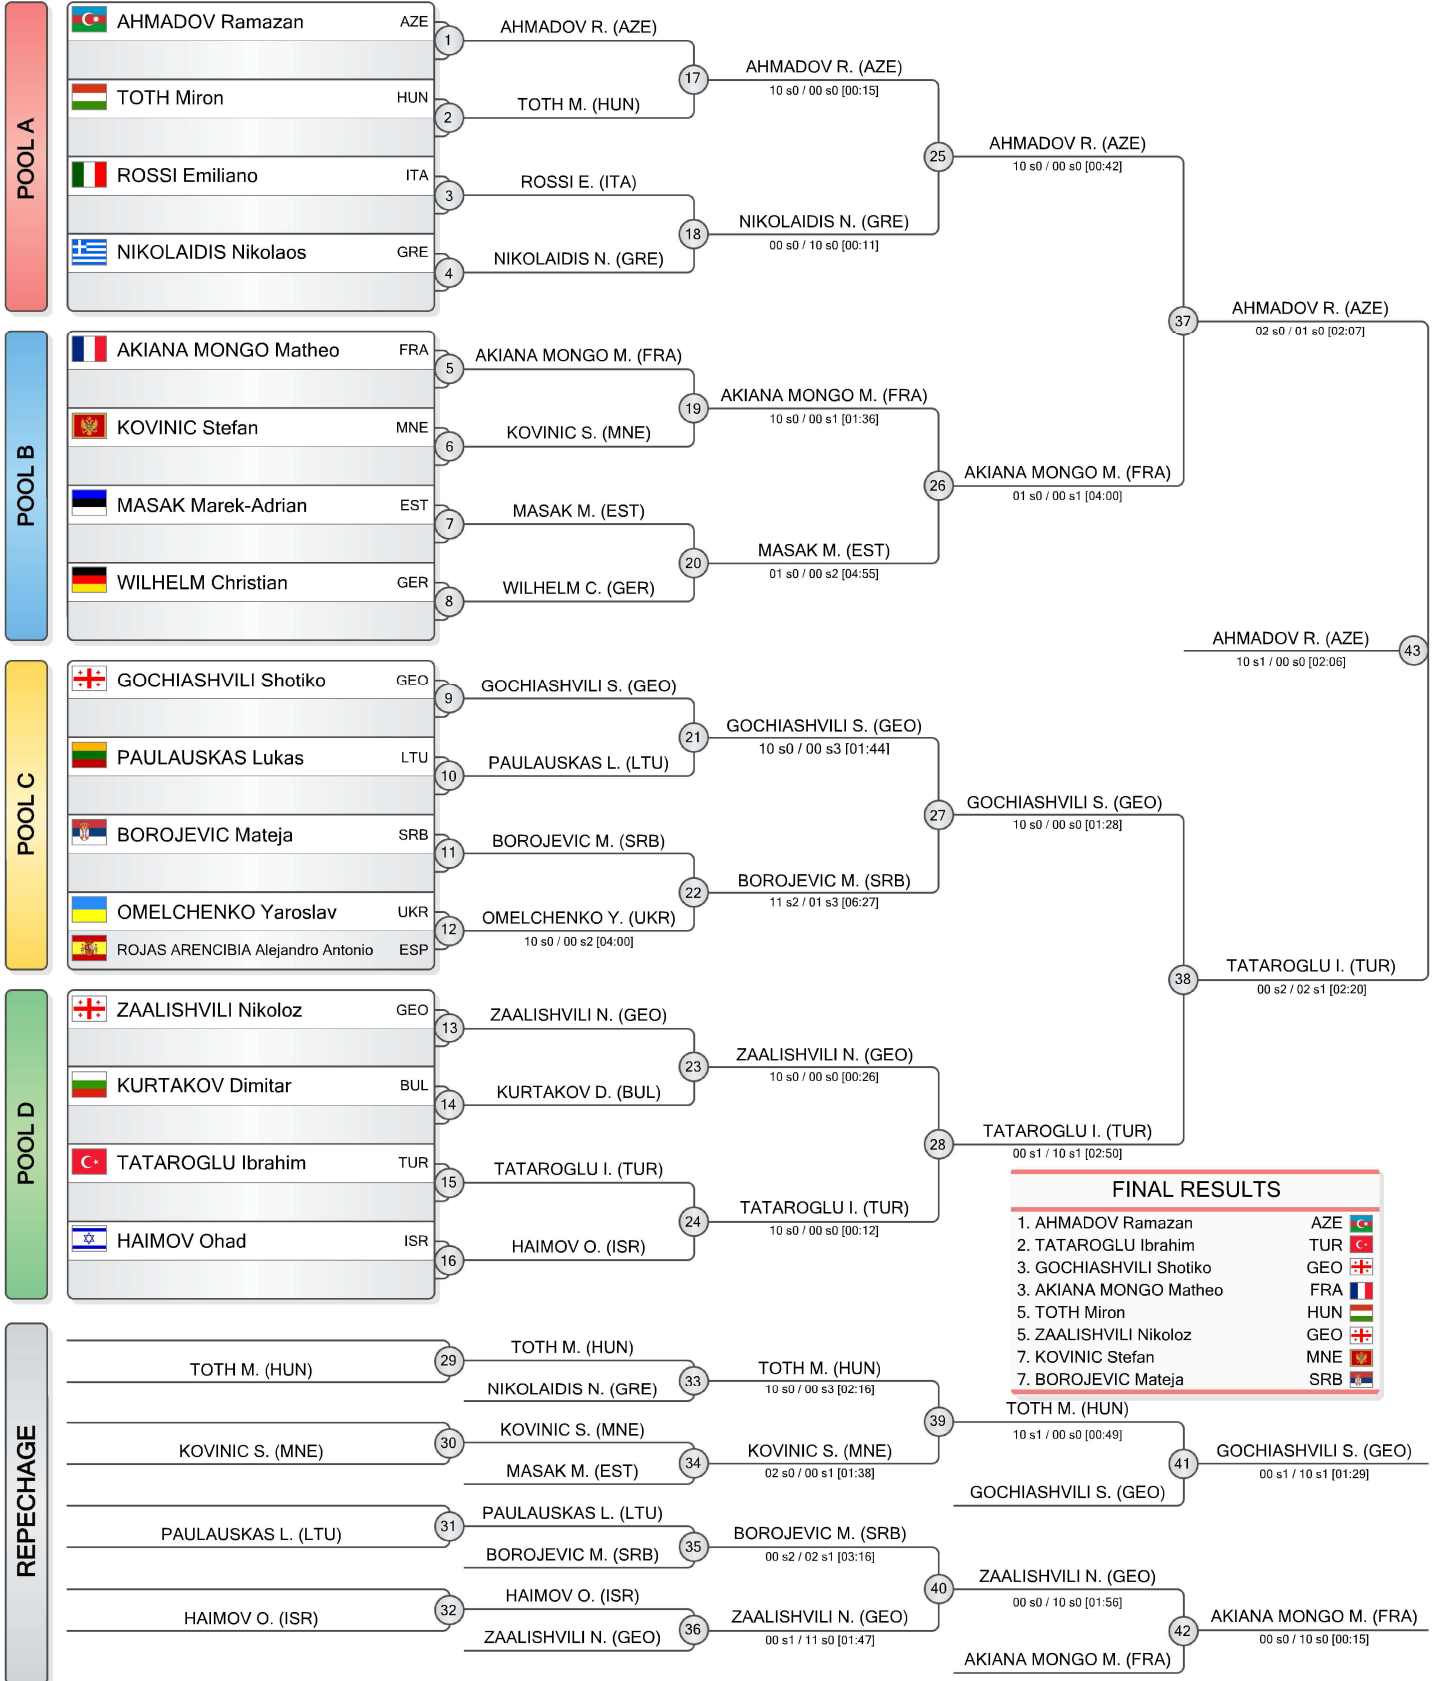 POOL A
AHMADOV Ramazan AZE
TOTH Miron HUN
ROSSI Emiliano ITA
NIKOLAIDIS Nikolaos GRE
1 AHMADOV R. (AZE)
2 TOTH M. (HUN)
3 ROSSI E. (ITA)
4 NIKOLAIDIS N. (GRE)
17 AHMADOV R. (AZE)
10 s0 / 00 s0 [00:15]
18 NIKOLAIDIS N. (GRE)
00 s0 / 10 s0 [00:11]
25 AHMADOV R. (AZE)
10 s0 / 00 s0 [00:42]
POOL B
AKIANA MONGO Matheo FRA
KOVINIC Stefan MNE
MASAK Marek-Adrian EST
WILHELM Christian GER
5 AKIANA MONGO M. (FRA)
6 KOVINIC S. (MNE)
7 MASAK M. (EST)
8 WILHELM C. (GER)
19 AKIANA MONGO M. (FRA)
10 s0 / 00 s1 [01:36]
20 MASAK M. (EST)
01 s0 / 00 s2 [04:55]
26 AKIANA MONGO M. (FRA)
01 s0 / 00 s1 [04:00]
37 AHMADOV R. (AZE)
02 s0 / 01 s0 [02:07]
AHMADOV R. (AZE) 43
10 s1 / 00 s0 [02:06]
POOL C
GOCHIASHVILI Shotiko GEO
PAULAUSKAS Lukas LTU
BOROJEVIC Mateja SRB
OMELCHENKO Yaroslav UKR
ROJAS ARENCIBIA Alejandro Antonio ESP
9 GOCHIASHVILI S. (GEO)
10 PAULAUSKAS L. (LTU)
11 BOROJEVIC M. (SRB)
12 OMELCHENKO Y. (UKR)
10 s0 / 00 s2 [04:00]
21 GOCHIASHVILI S. (GEO)
10 s0 / 00 s3 [01:44]
22 BOROJEVIC M. (SRB)
11 s2 / 01 s3 [06:27]
27 GOCHIASHVILI S. (GEO)
10 s0 / 00 s0 [01:28]
POOL D
ZAALISHVILI Nikoloz GEO
KURTAKOV Dimitar BUL
TATAROGLU Ibrahim TUR
HAIMOV Ohad ISR
13 ZAALISHVILI N. (GEO)
14 KURTAKOV D. (BUL)
15 TATAROGLU I. (TUR)
16 HAIMOV O. (ISR)
23 ZAALISHVILI N. (GEO)
10 s0 / 00 s0 [00:26]
24 TATAROGLU I. (TUR)
10 s0 / 00 s0 [00:12]
28 TATAROGLU I. (TUR)
00 s1 / 10 s1 [02:50]
38 TATAROGLU I. (TUR)
00 s2 / 02 s1 [02:20]
FINAL RESULTS
1. AHMADOV Ramazan AZE
2. TATAROGLU Ibrahim TUR
3. GOCHIASHVILI Shotiko GEO
3. AKIANA MONGO Matheo FRA
5. TOTH Miron HUN
5. ZAALISHVILI Nikoloz GEO
7. KOVINIC Stefan MNE
7. BOROJEVIC Mateja SRB
REPECHAGE
TOTH M. (HUN) 29
KOVINIC S. (MNE) 30
PAULAUSKAS L. (LTU) 31
HAIMOV O. (ISR) 32
TOTH M. (HUN)
NIKOLAIDIS N. (GRE) 33
KOVINIC S. (MNE)
MASAK M. (EST) 34
PAULAUSKAS L. (LTU)
BOROJEVIC M. (SRB) 35
HAIMOV O. (ISR)
ZAALISHVILI N. (GEO) 36
TOTH M. (HUN)
10 s0 / 00 s3 [02:16]
KOVINIC S. (MNE)
02 s0 / 00 s1 [01:38]
BOROJEVIC M. (SRB)
00 s2 / 02 s1 [03:16]
ZAALISHVILI N. (GEO)
00 s1 / 11 s0 [01:47]
39 TOTH M. (HUN)
10 s1 / 00 s0 [00:49]
GOCHIASHVILI S. (GEO)
40 ZAALISHVILI N. (GEO)
00 s0 / 10 s0 [01:56]
AKIANA MONGO M. (FRA)
41 GOCHIASHVILI S. (GEO)
00 s1 / 10 s1 [01:29]
42 AKIANA MONGO M. (FRA)
00 s0 / 10 s0 [00:15]